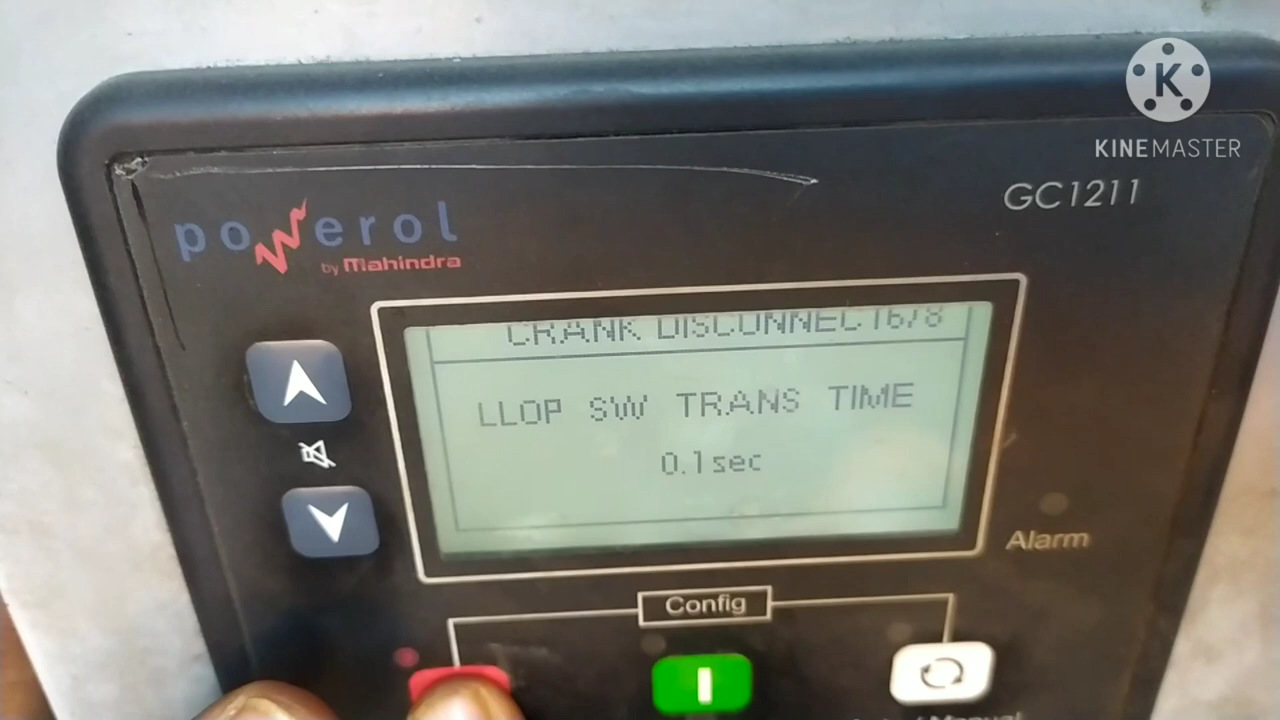 K
KINEMASTER
GC1211
powerol
by Mahindra
CRANK DISCONNECT6/8
LLOP SW TRANS TIME
0.1sec
Alarm
Config